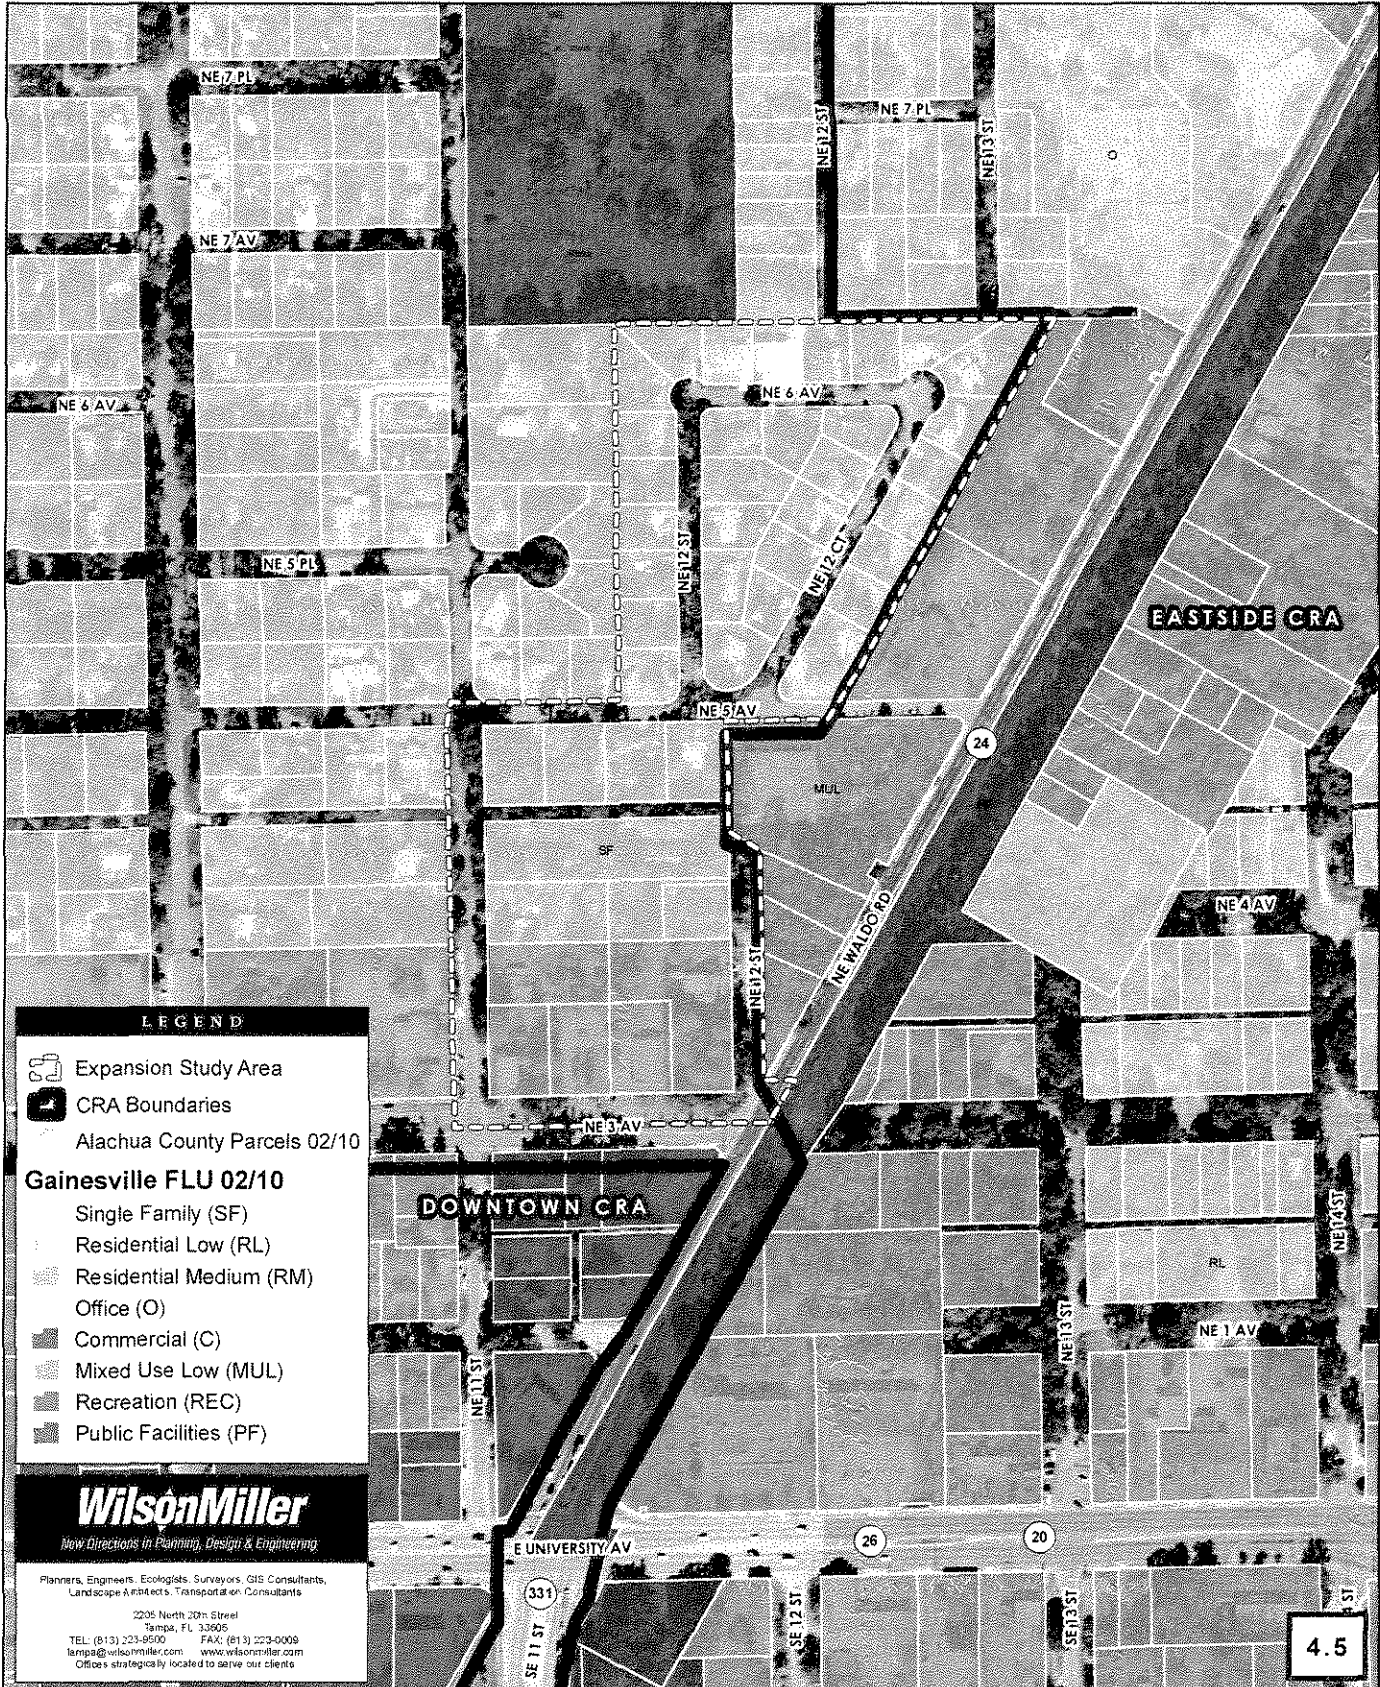 NE 7 PL
NE 12 ST
NE 7 PL
NE 13 ST
O
NE 7 AV
NE 6 AV
NE 6 AV
NE 5 PL
NE 12 ST
NE 12 CT
EASTSIDE CRA
NE 5 AV
24
MUL
SF
NE 4 AV
NE WALDO RD
NE 12 ST
LEGEND
Expansion Study Area
CRA Boundaries
Alachua County Parcels 02/10
Gainesville FLU 02/10
Single Family (SF)
Residential Low (RL)
Residential Medium (RM)
Office (O)
Commercial (C)
Mixed Use Low (MUL)
Recreation (REC)
Public Facilities (PF)
NE 3 AV
DOWNTOWN CRA
NE 14 ST
RL
NE 13 ST
NE 1 AV
NE 11 ST
WilsonMiller
New Directions in Planning, Design & Engineering
Planners, Engineers, Ecologists, Surveyors, GIS Consultants,
Landscape Architects, Transportation Consultants
2205 North 20th Street
Tampa, FL 33605
TEL: (813) 223-9500 FAX: (813) 223-0009
tampa@wilsonmiller.com www.wilsonmiller.com
Offices strategically located to serve our clients
E UNIVERSITY AV
26
20
331
SE 11 ST
SE 12 ST
SE 13 ST
4 ST
4.5